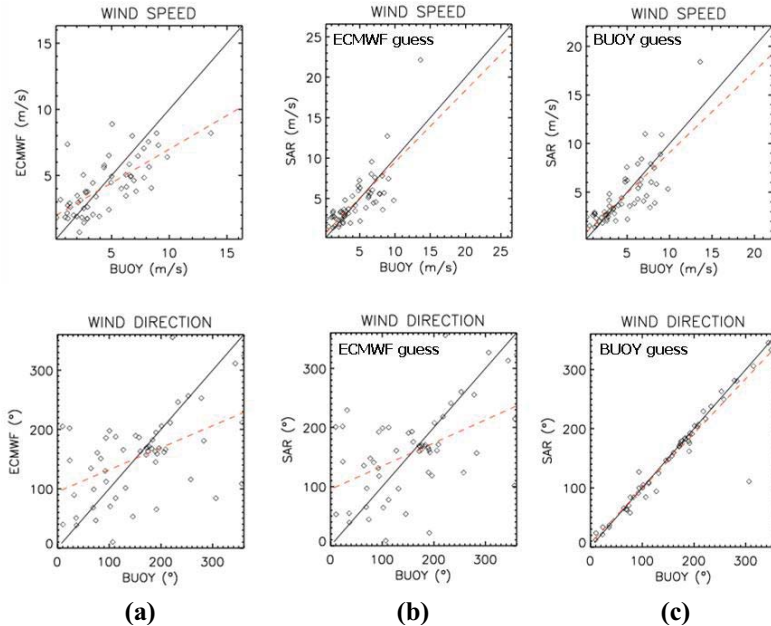 WIND SPEED
ECMWF (m/s)
15
10
5
5 10 15
BUOY (m/s)
WIND SPEED
ECMWF guess
SAR (m/s)
25
20
15
10
5
5 10 15 20 25
BUOY (m/s)
WIND SPEED
BUOY guess
SAR (m/s)
20
15
10
5
5 10 15 20
BUOY (m/s)
WIND DIRECTION
ECMWF (°)
300
200
100
0
0 100 200 300
BUOY (°)
WIND DIRECTION
ECMWF guess
SAR (°)
300
200
100
0
0 100 200 300
BUOY (°)
WIND DIRECTION
BUOY guess
SAR (°)
300
200
100
0
0 100 200 300
BUOY (°)
(a) (b) (c)